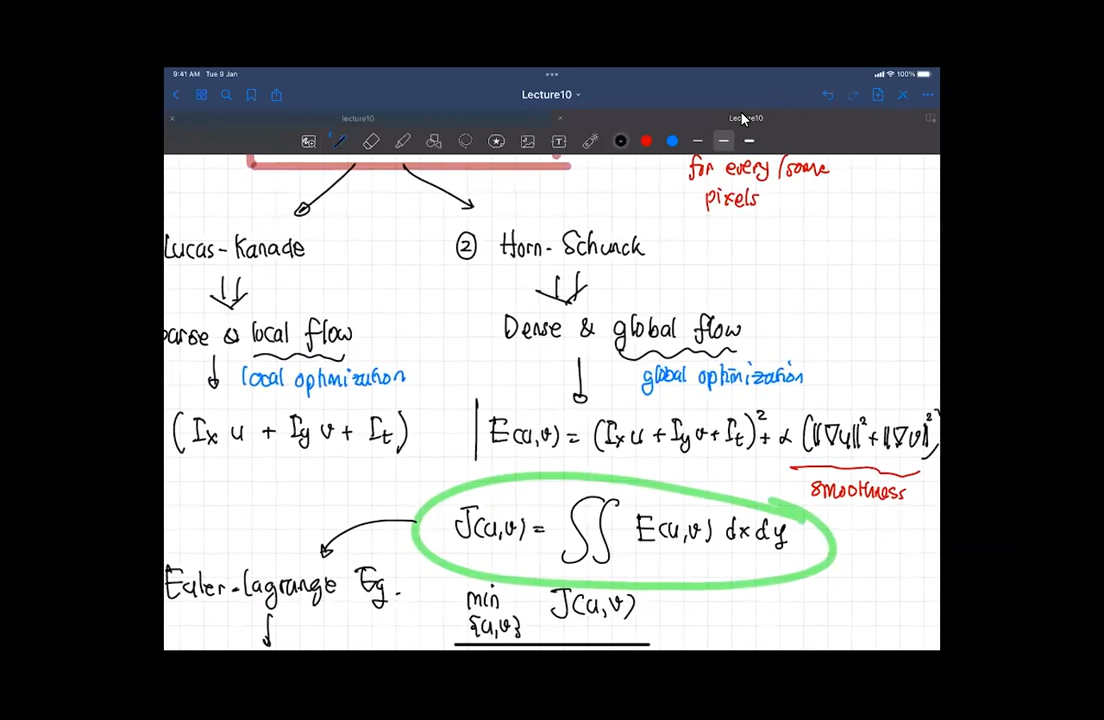 9:41 AM Tue 9 Jan
100%
Lecture10
lecture10
Lecture10
for every/some
pixels
Lucas-Kanade
② Horn-Schunck
& local flow
Dense & global flow
local optimization
global optimization
(Ix u + Iy v + It)
E(u,v) = (Ix u + Iy v + It)² + α (||∇u||² + ||∇v||²)
smoothness
J(u,v) = ∬ E(u,v) dx dy
Euler-Lagrange Eq.
min J(u,v)
{u,v}